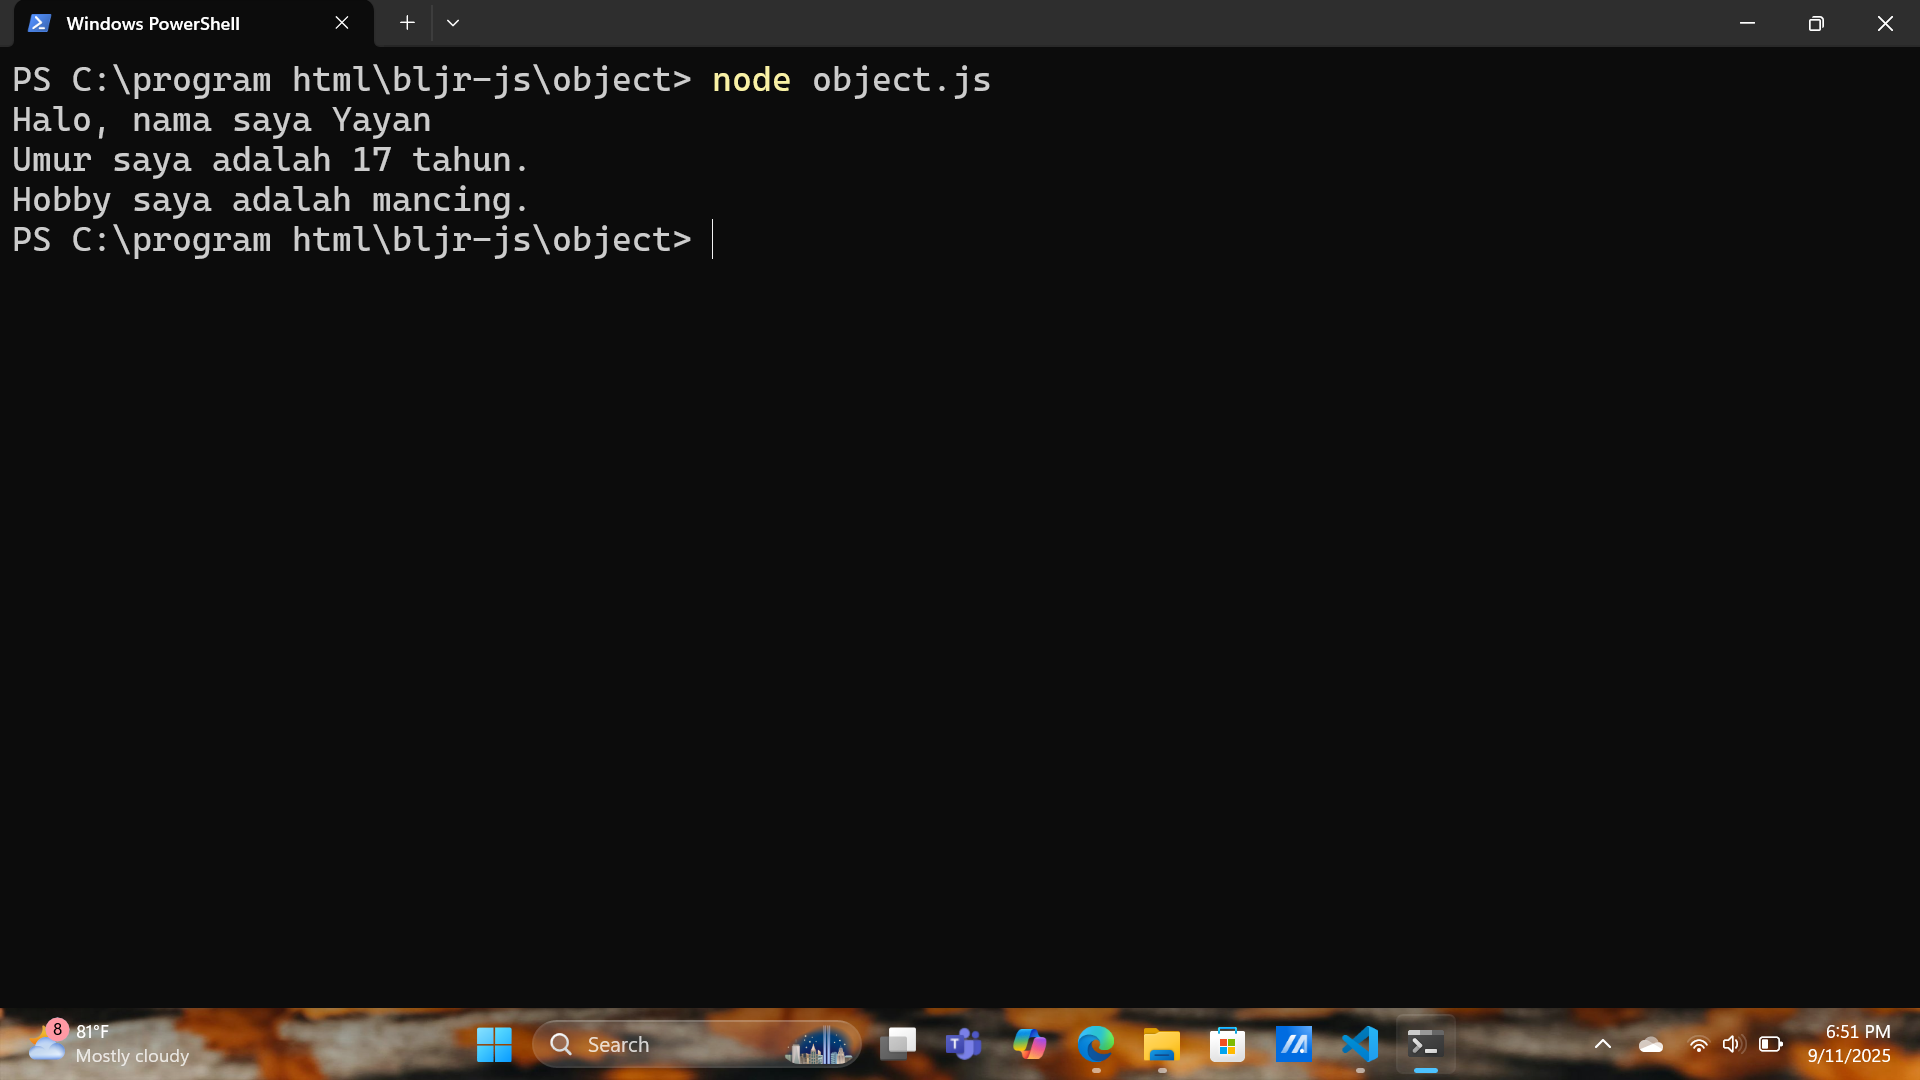 Windows PowerShell
PS C:\program html\bljr-js\object> node object.js
Halo, nama saya Yayan
Umur saya adalah 17 tahun.
Hobby saya adalah mancing.
PS C:\program html\bljr-js\object>
8
81°F
Mostly cloudy
Search
6:51 PM
9/11/2025